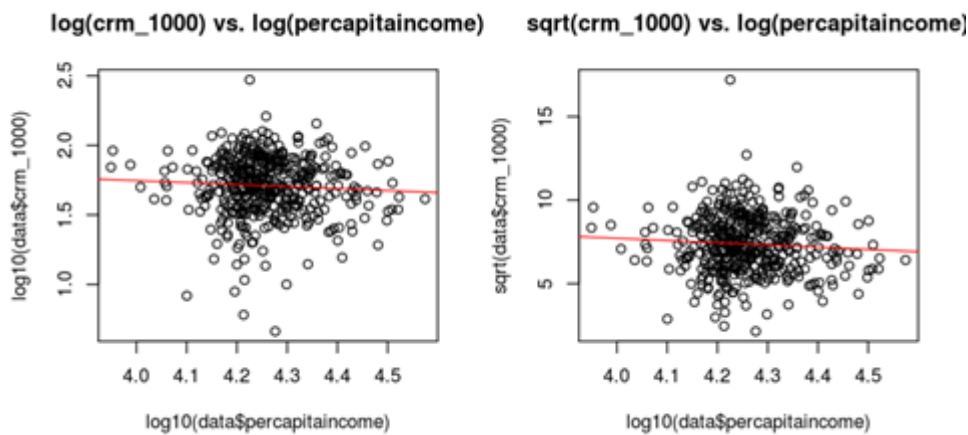 log(crm_1000) vs. log(percapitaincome)
log10(data$crm_1000)
2.5
2.0
1.5
1.0
4.0 4.1 4.2 4.3 4.4 4.5
log10(data$percapitaincome)
sqrt(crm_1000) vs. log(percapitaincome)
sqrt(data$crm_1000)
15
10
5
4.0 4.1 4.2 4.3 4.4 4.5
log10(data$percapitaincome)